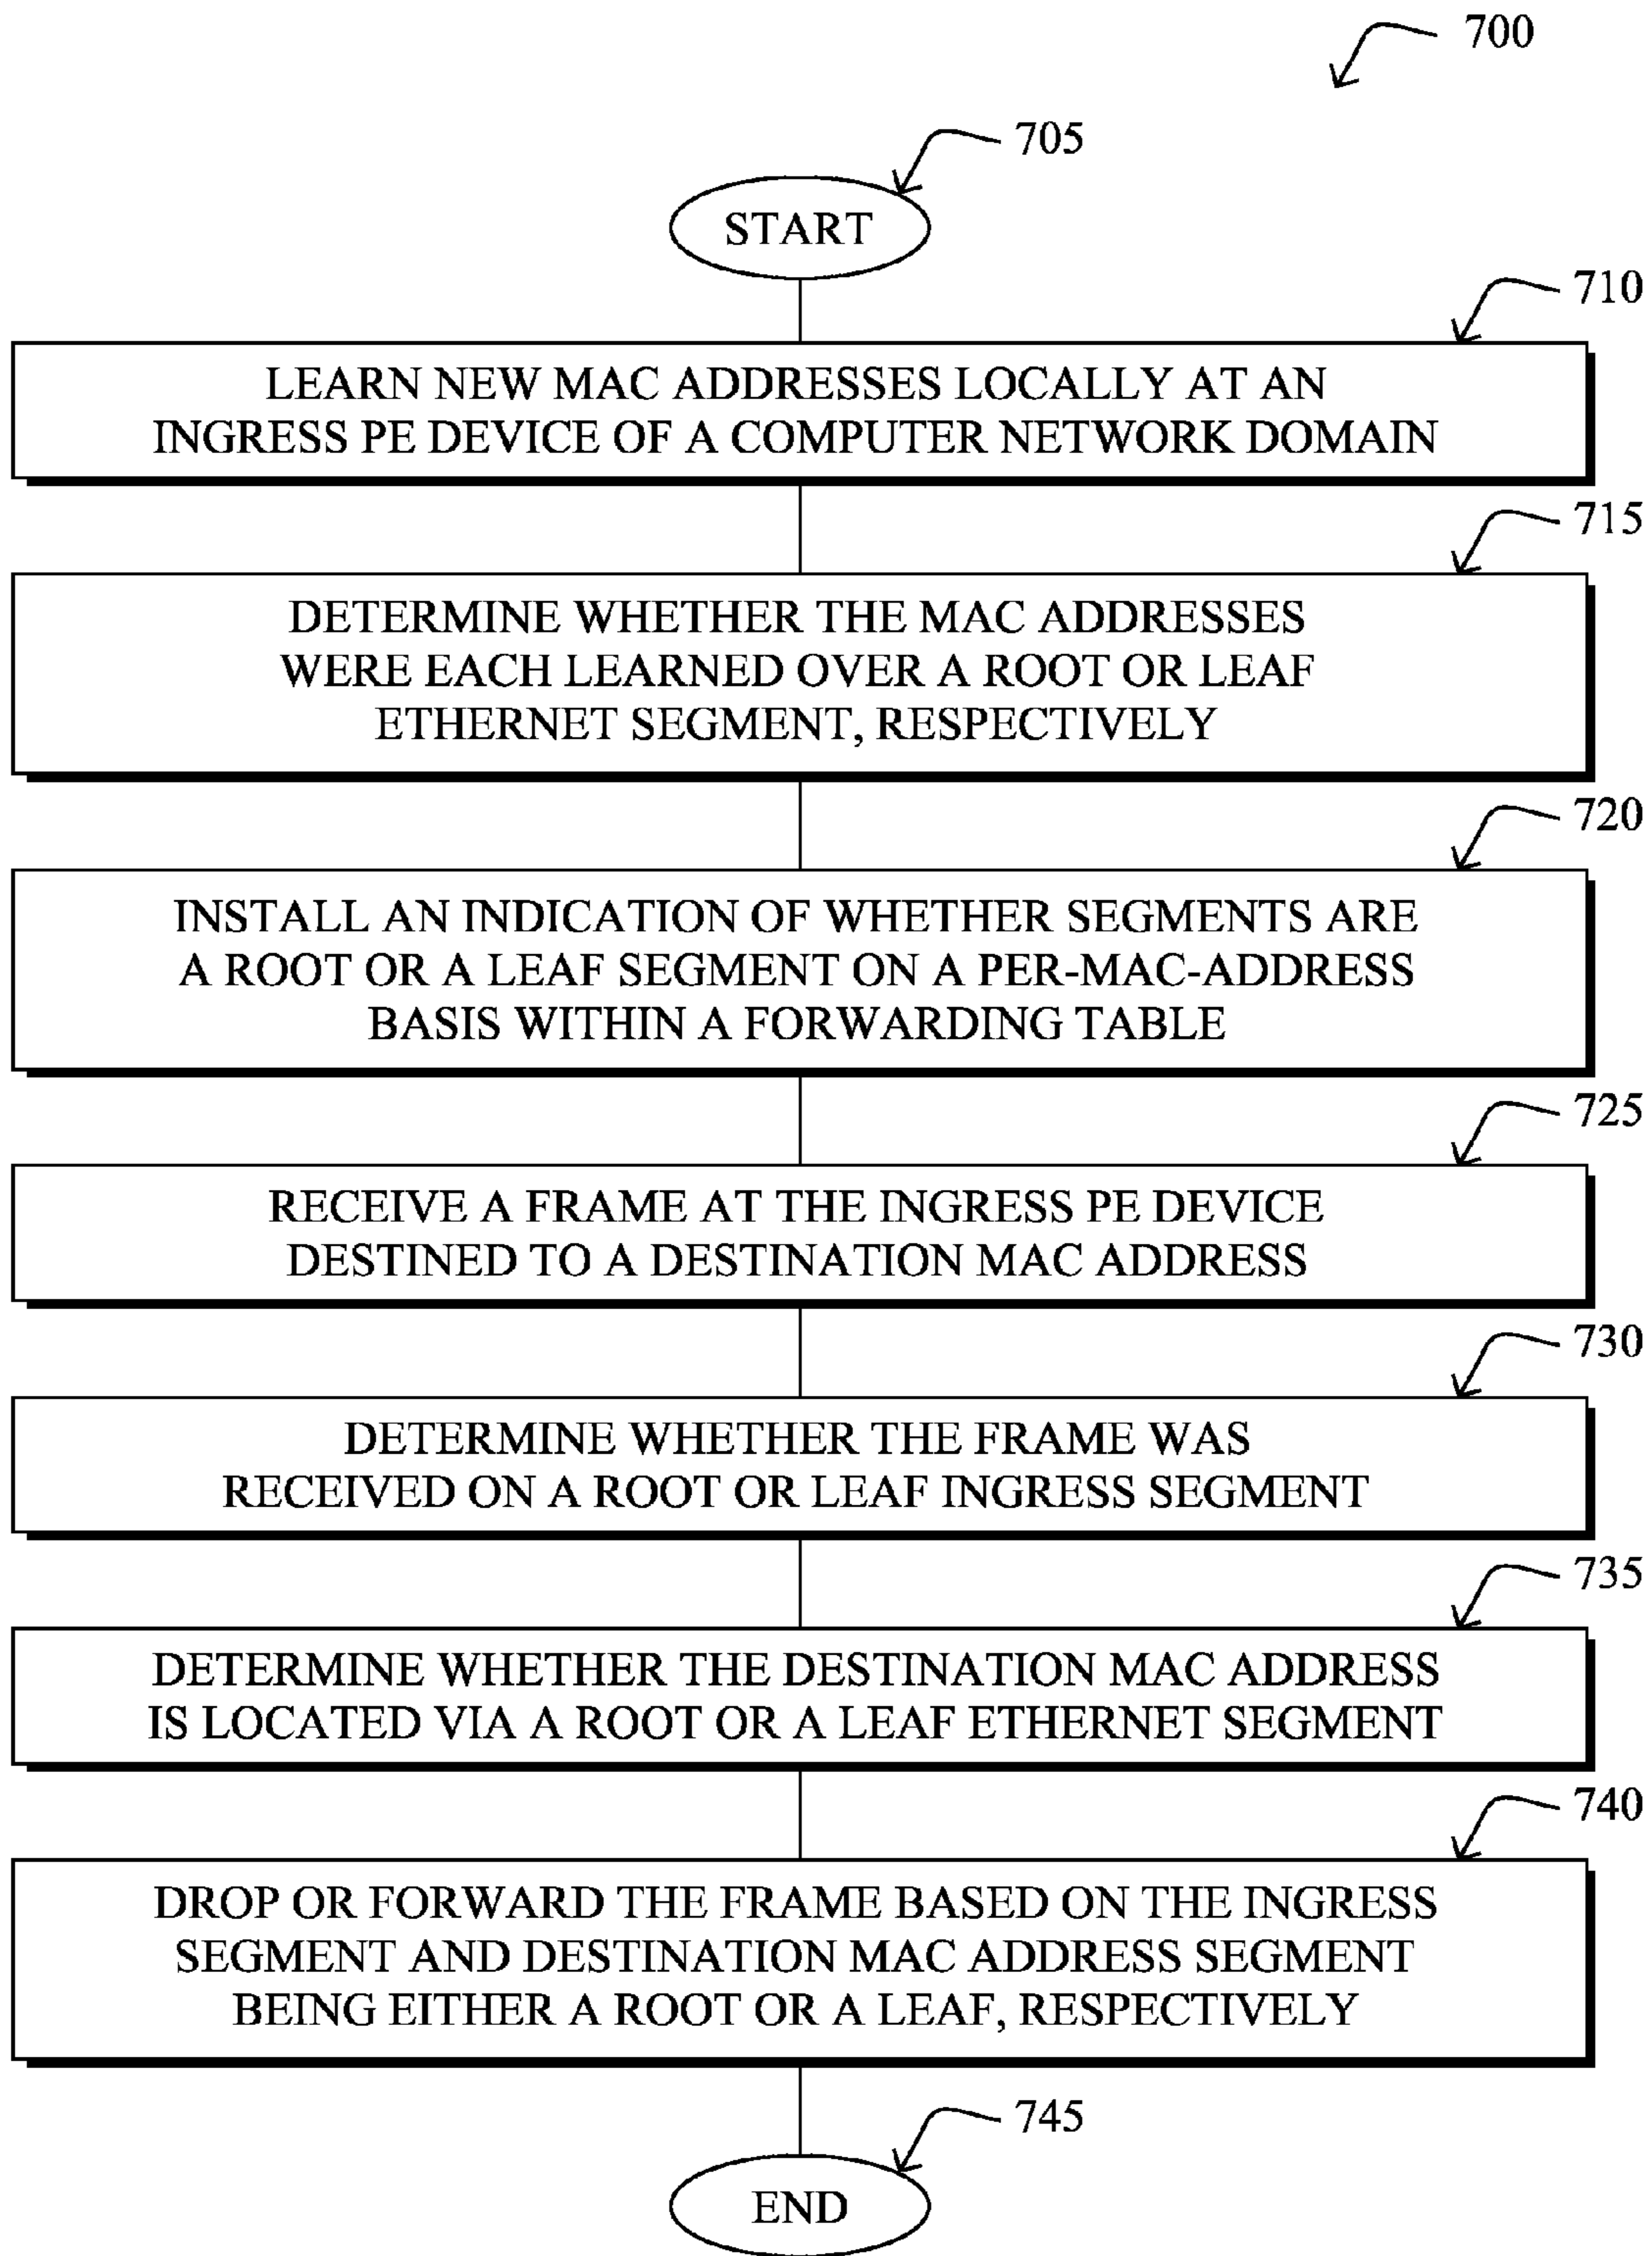 700
705
START
710
LEARN NEW MAC ADDRESSES LOCALLY AT AN
INGRESS PE DEVICE OF A COMPUTER NETWORK DOMAIN
715
DETERMINE WHETHER THE MAC ADDRESSES
WERE EACH LEARNED OVER A ROOT OR LEAF
ETHERNET SEGMENT, RESPECTIVELY
720
INSTALL AN INDICATION OF WHETHER SEGMENTS ARE
A ROOT OR A LEAF SEGMENT ON A PER-MAC-ADDRESS
BASIS WITHIN A FORWARDING TABLE
725
RECEIVE A FRAME AT THE INGRESS PE DEVICE
DESTINED TO A DESTINATION MAC ADDRESS
730
DETERMINE WHETHER THE FRAME WAS
RECEIVED ON A ROOT OR LEAF INGRESS SEGMENT
735
DETERMINE WHETHER THE DESTINATION MAC ADDRESS
IS LOCATED VIA A ROOT OR A LEAF ETHERNET SEGMENT
740
DROP OR FORWARD THE FRAME BASED ON THE INGRESS
SEGMENT AND DESTINATION MAC ADDRESS SEGMENT
BEING EITHER A ROOT OR A LEAF, RESPECTIVELY
745
END